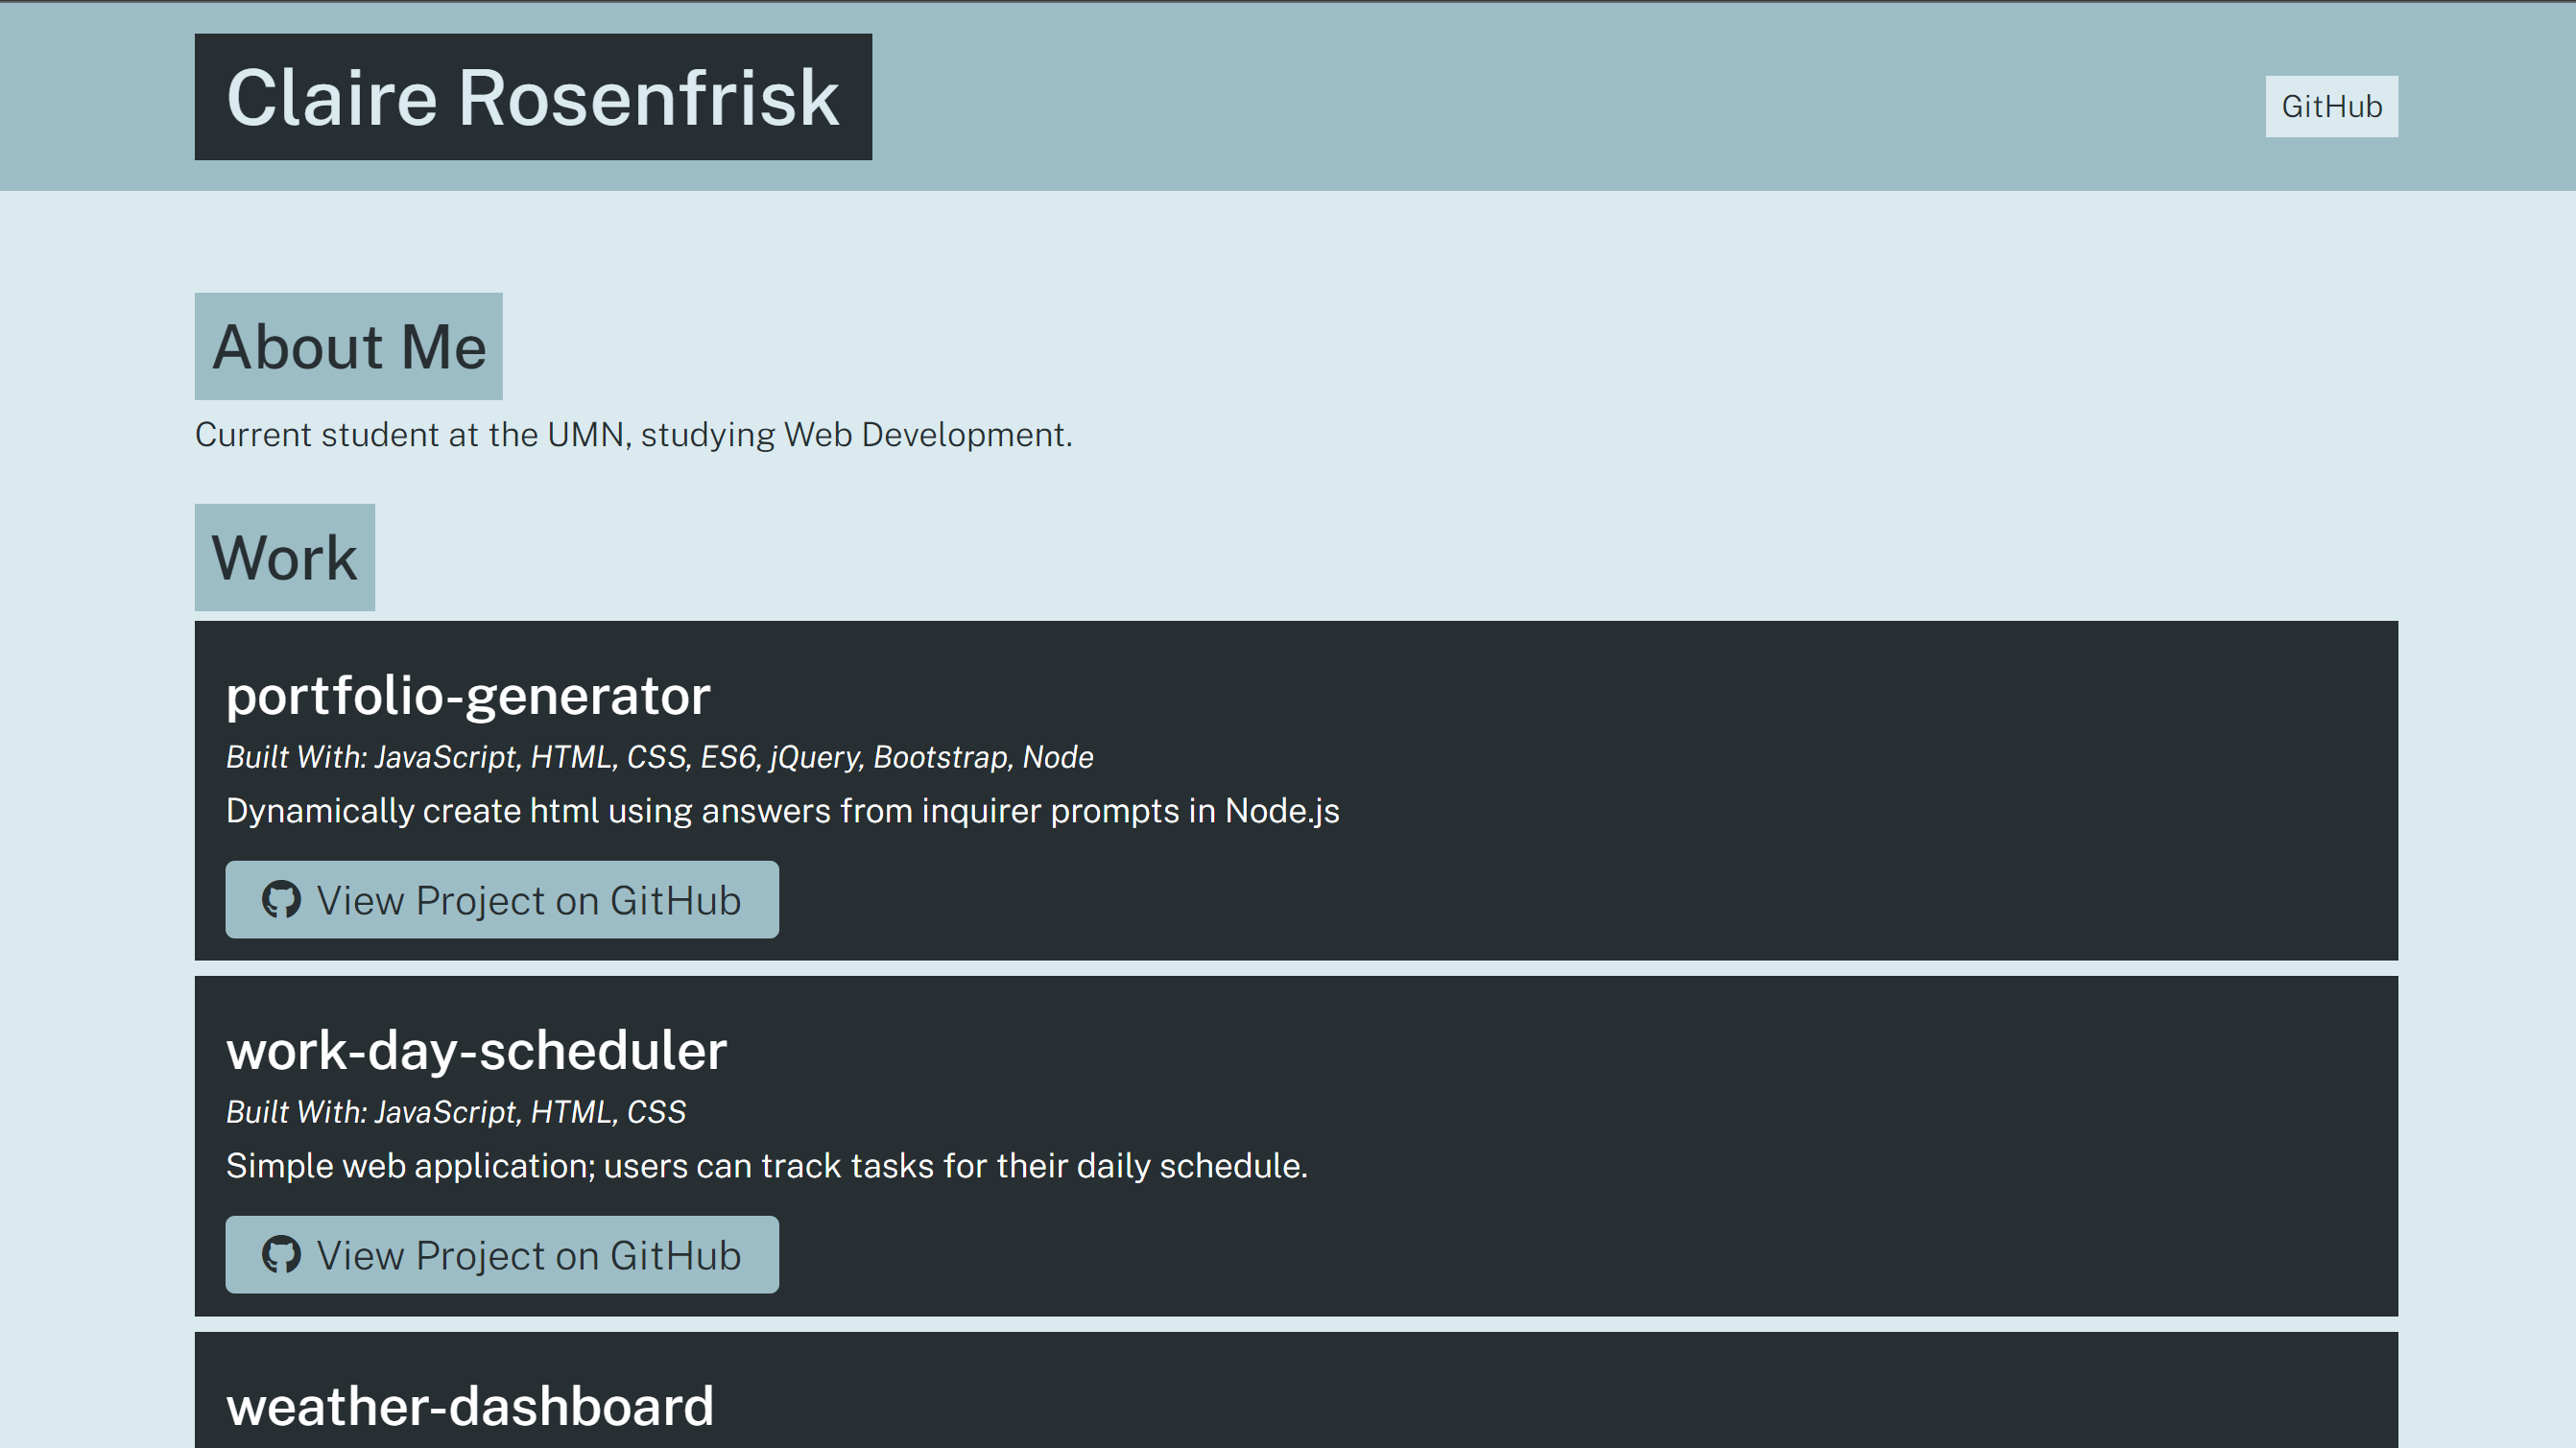 Claire Rosenfrisk
GitHub
About Me
Current student at the UMN, studying Web Development.
Work
portfolio-generator
Built With: JavaScript, HTML, CSS, ES6, jQuery, Bootstrap, Node
Dynamically create html using answers from inquirer prompts in Node.js
View Project on GitHub
work-day-scheduler
Built With: JavaScript, HTML, CSS
Simple web application; users can track tasks for their daily schedule.
View Project on GitHub
weather-dashboard